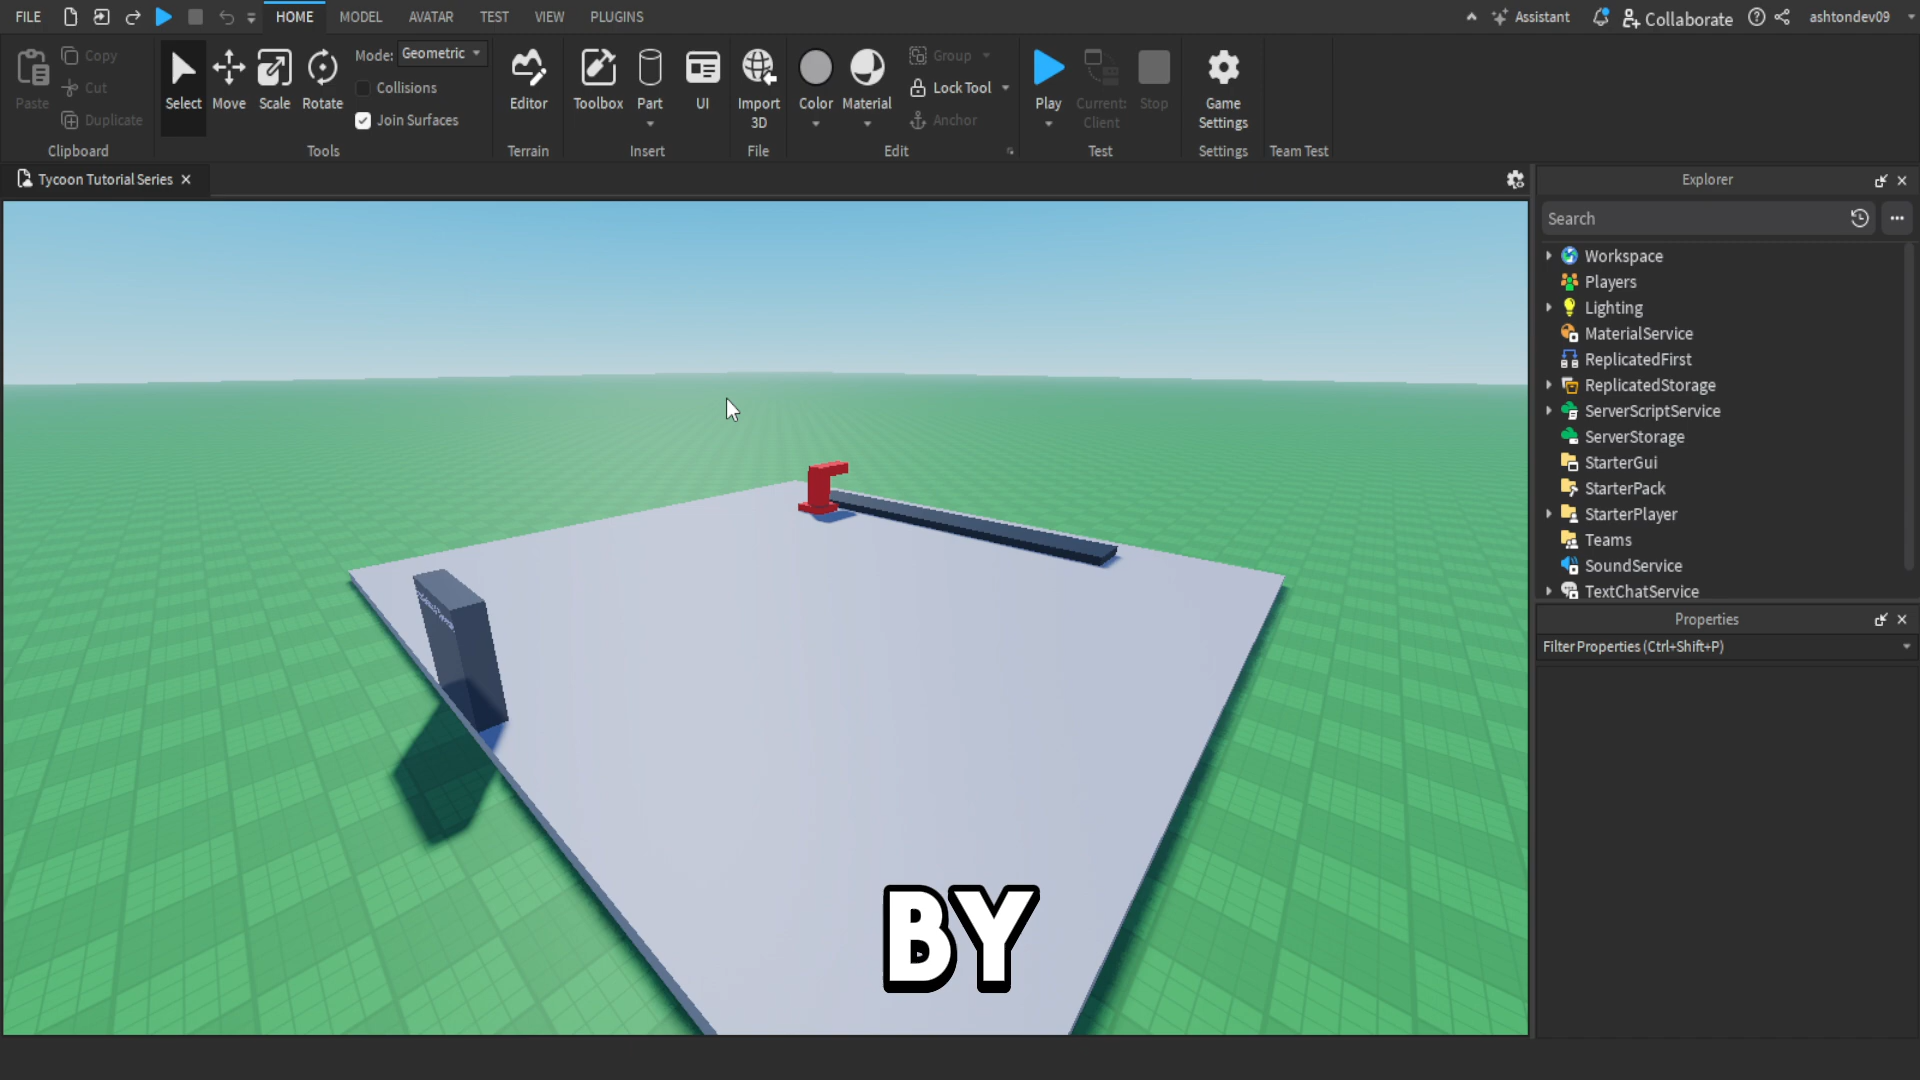 FILE HOME MODEL AVATAR TEST VIEW PLUGINS Assistant Collaborate ashtondev09
Paste Copy Cut Duplicate Select Move Scale Rotate Mode: Geometric Collisions Join Surfaces Editor Toolbox Part UI Import 3D Color Material Group Lock Tool Anchor Play Current: Client Stop Game Settings
Clipboard Tools Terrain Insert File Edit Test Settings Team Test
Tycoon Tutorial Series
Explorer
Search
Workspace
Players
Lighting
MaterialService
ReplicatedFirst
ReplicatedStorage
ServerScriptService
ServerStorage
StarterGui
StarterPack
StarterPlayer
Teams
SoundService
TextChatService
Properties
Filter Properties (Ctrl+Shift+P)
BY